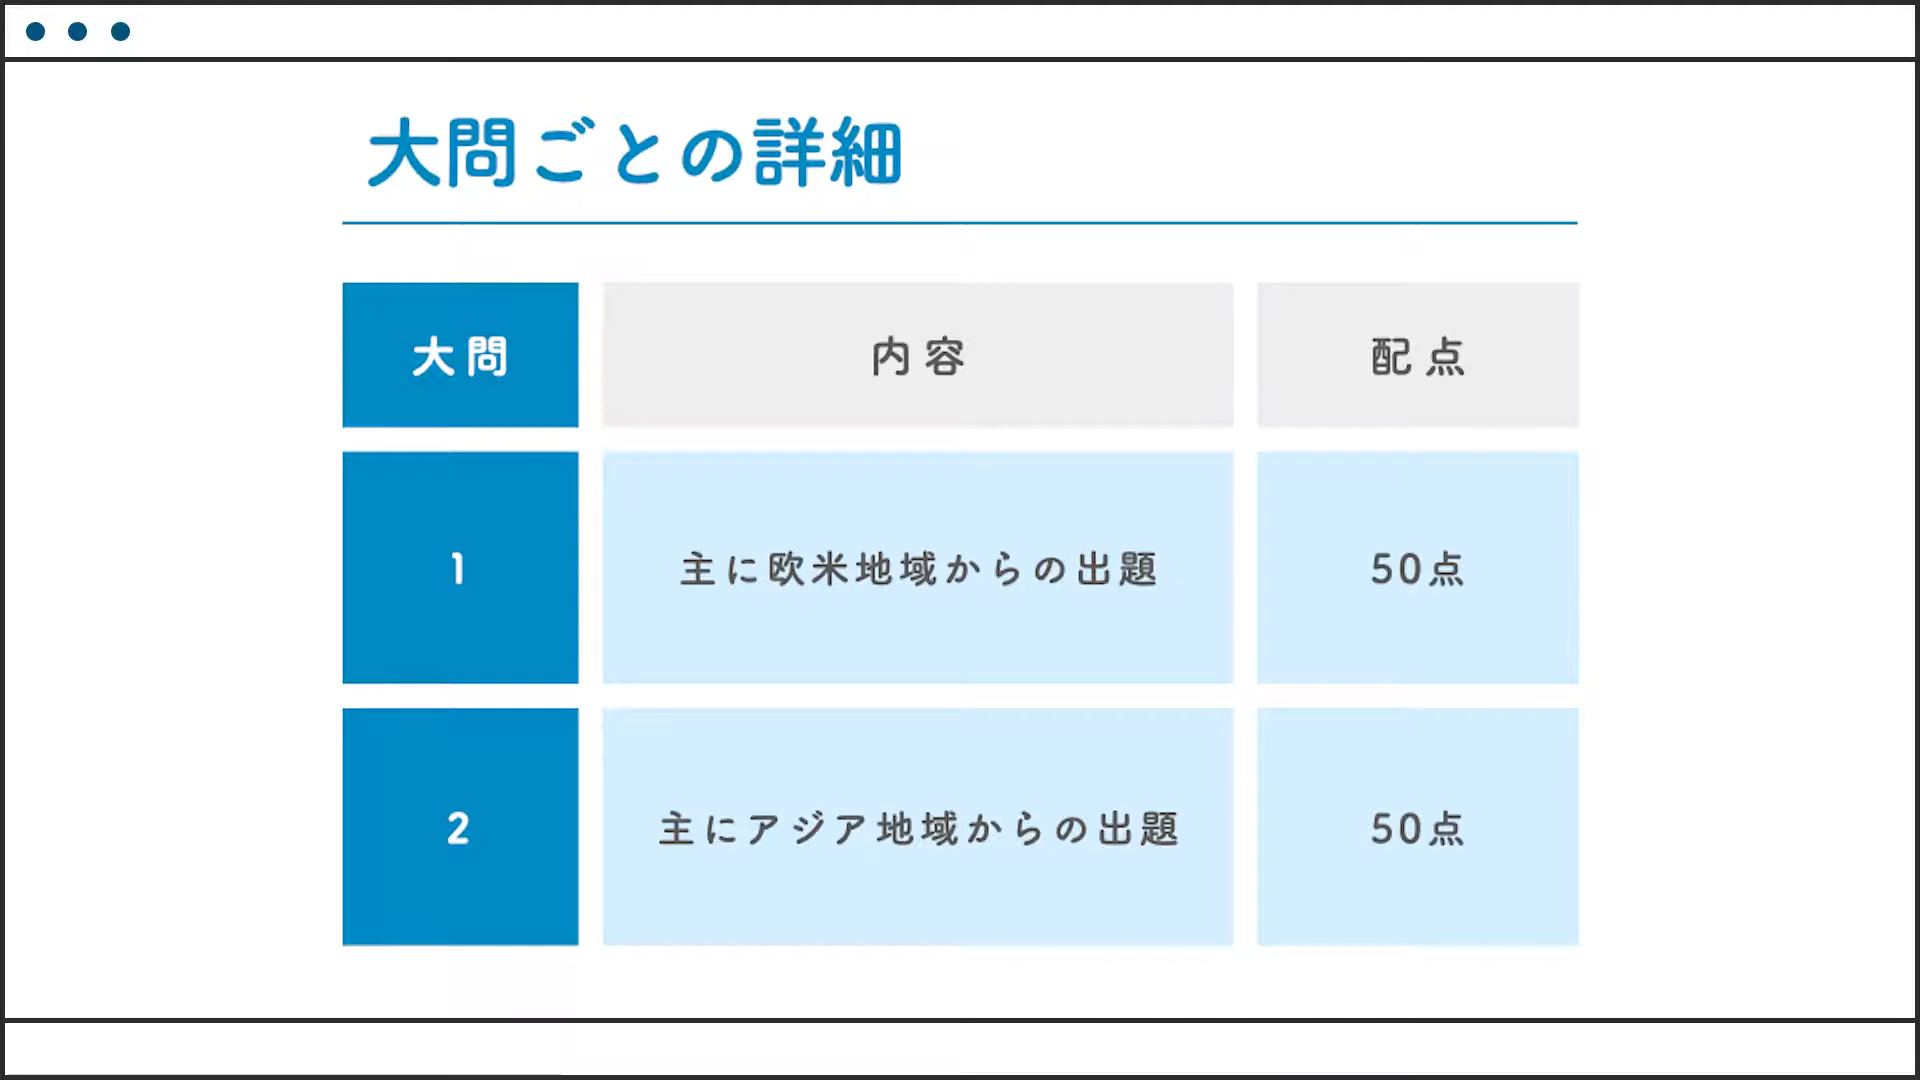 大問ごとの詳細
大問 内容 配点
1 主に欧米地域からの出題 50点
2 主にアジア地域からの出題 50点